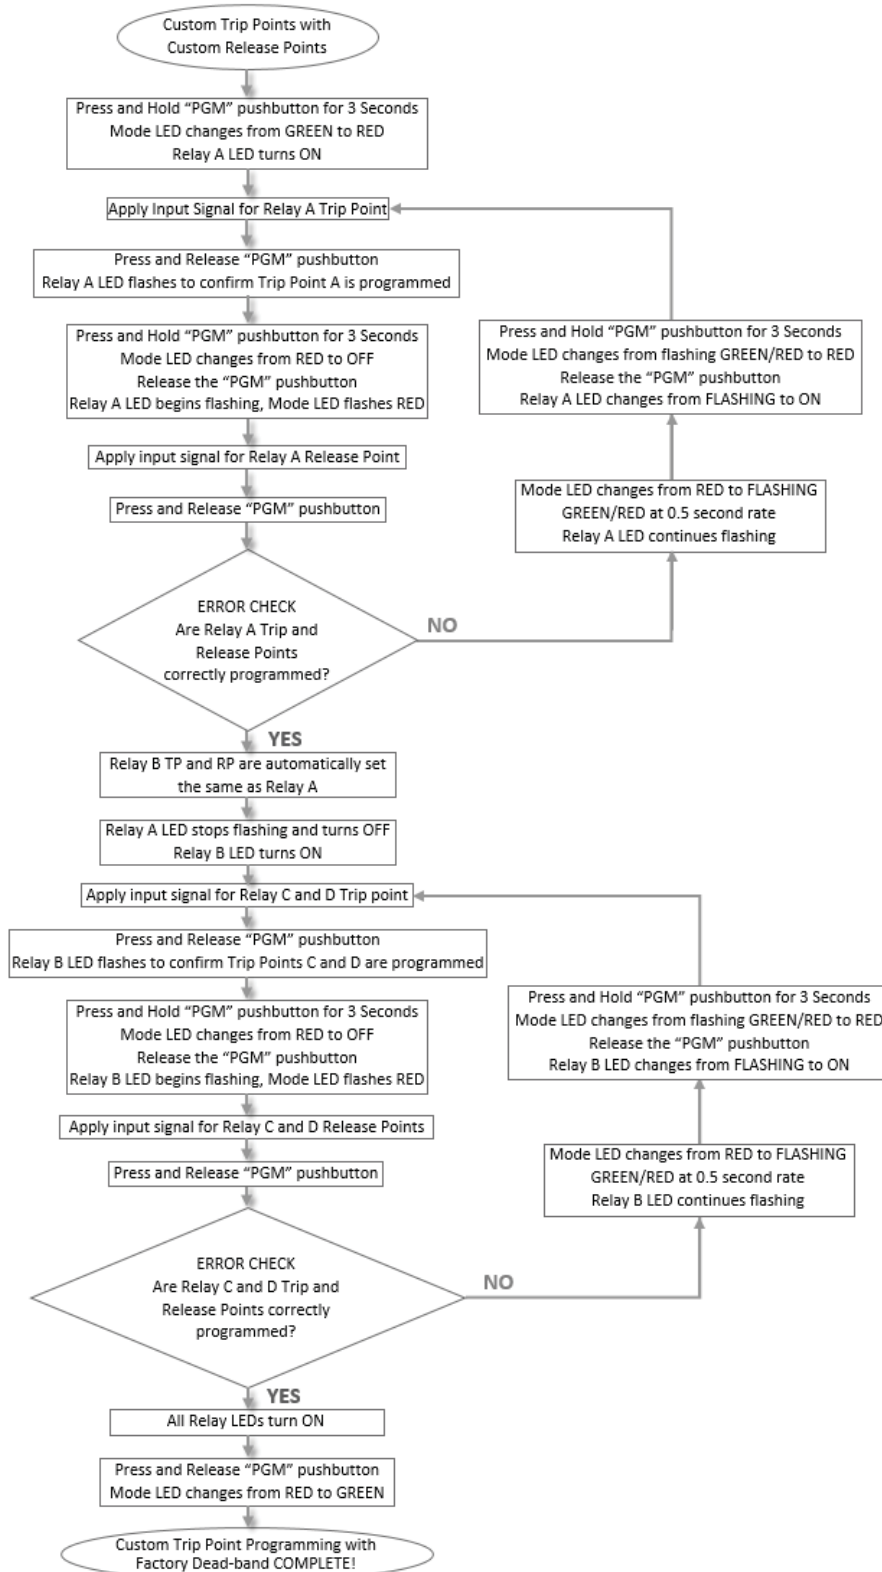 Custom Trip Points with
Custom Release Points
Press and Hold “PGM” pushbutton for 3 Seconds
Mode LED changes from GREEN to RED
Relay A LED turns ON
Apply Input Signal for Relay A Trip Point
Press and Release “PGM” pushbutton
Relay A LED flashes to confirm Trip Point A is programmed
Press and Hold “PGM” pushbutton for 3 Seconds
Mode LED changes from RED to OFF
Release the “PGM” pushbutton
Relay A LED begins flashing, Mode LED flashes RED
Apply input signal for Relay A Release Point
Press and Release “PGM” pushbutton
ERROR CHECK
Are Relay A Trip and
Release Points
correctly programmed?
NO
Mode LED changes from RED to FLASHING
GREEN/RED at 0.5 second rate
Relay A LED continues flashing
Press and Hold “PGM” pushbutton for 3 Seconds
Mode LED changes from flashing GREEN/RED to RED
Release the “PGM” pushbutton
Relay A LED changes from FLASHING to ON
YES
Relay B TP and RP are automatically set
the same as Relay A
Relay A LED stops flashing and turns OFF
Relay B LED turns ON
Apply input signal for Relay C and D Trip point
Press and Release “PGM” pushbutton
Relay B LED flashes to confirm Trip Points C and D are programmed
Press and Hold “PGM” pushbutton for 3 Seconds
Mode LED changes from RED to OFF
Release the “PGM” pushbutton
Relay B LED begins flashing, Mode LED flashes RED
Apply input signal for Relay C and D Release Points
Press and Release “PGM” pushbutton
ERROR CHECK
Are Relay C and D Trip and
Release Points correctly
programmed?
NO
Mode LED changes from RED to FLASHING
GREEN/RED at 0.5 second rate
Relay B LED continues flashing
Press and Hold “PGM” pushbutton for 3 Seconds
Mode LED changes from flashing GREEN/RED to RED
Release the “PGM” pushbutton
Relay B LED changes from FLASHING to ON
YES
All Relay LEDs turn ON
Press and Release “PGM” pushbutton
Mode LED changes from RED to GREEN
Custom Trip Point Programming with
Factory Dead-band COMPLETE!